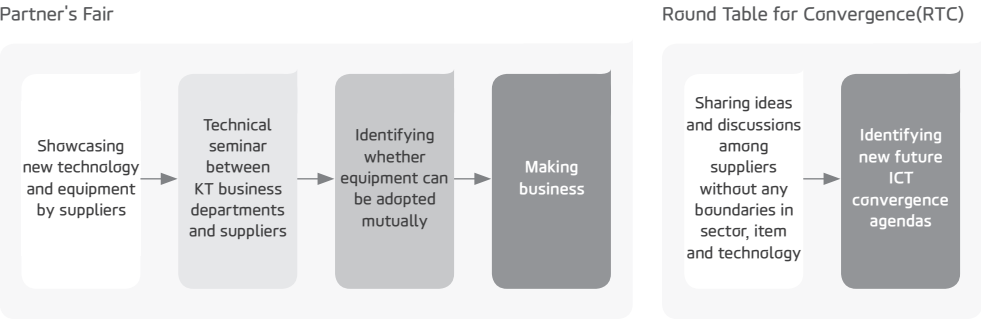 Partner's Fair
Showcasing
new technology
and equipment
by suppliers
Technical
seminar
between
KT business
departments
and suppliers
Identifying
whether
equipment can
be adopted
mutually
Making
business
Round Table for Convergence(RTC)
Sharing ideas
and discussions
among
suppliers
without any
boundaries in
sector, item
and technology
Identifying
new future
ICT
convergence
agendas